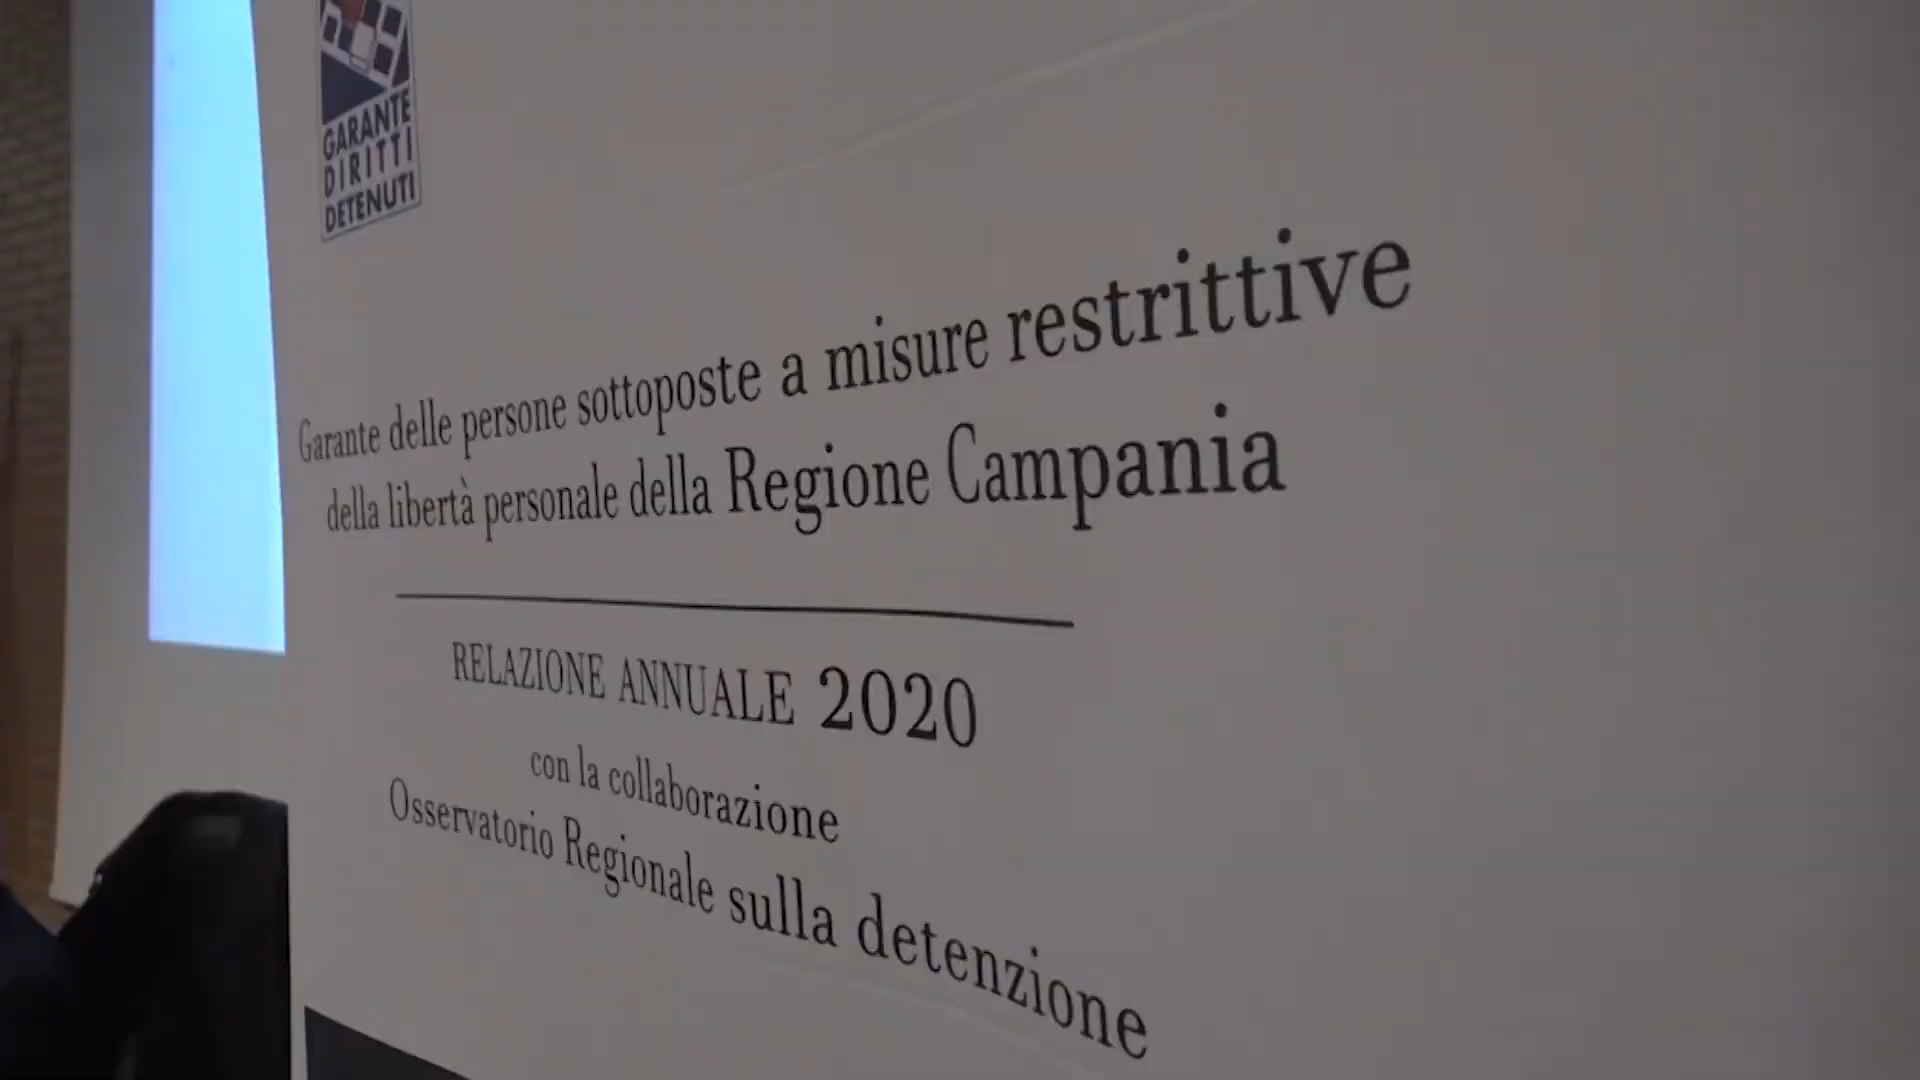 GARANTE
DIRITTI
DETENUTI
Garante delle persone sottoposte a misure restrittive
della libertà personale della Regione Campania
RELAZIONE ANNUALE 2020
con la collaborazione
Osservatorio Regionale sulla detenzione